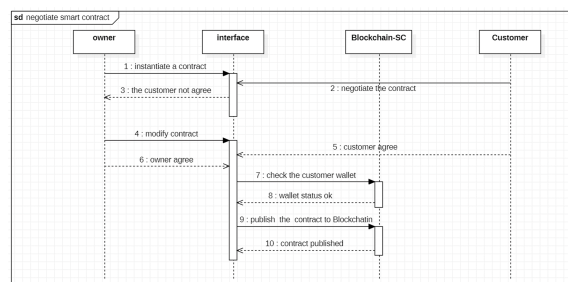 sd negotiate smart contract
owner
interface
Blockchain-SC
Customer
1 : instantiate a contract
2 : negotiate the contract
3 : the customer not agree
4 : modify contract
5 : customer agree
6 : owner agree
7 : check the customer wallet
8 : wallet status ok
9 : publish the contract to Blockchatin
10 : contract published